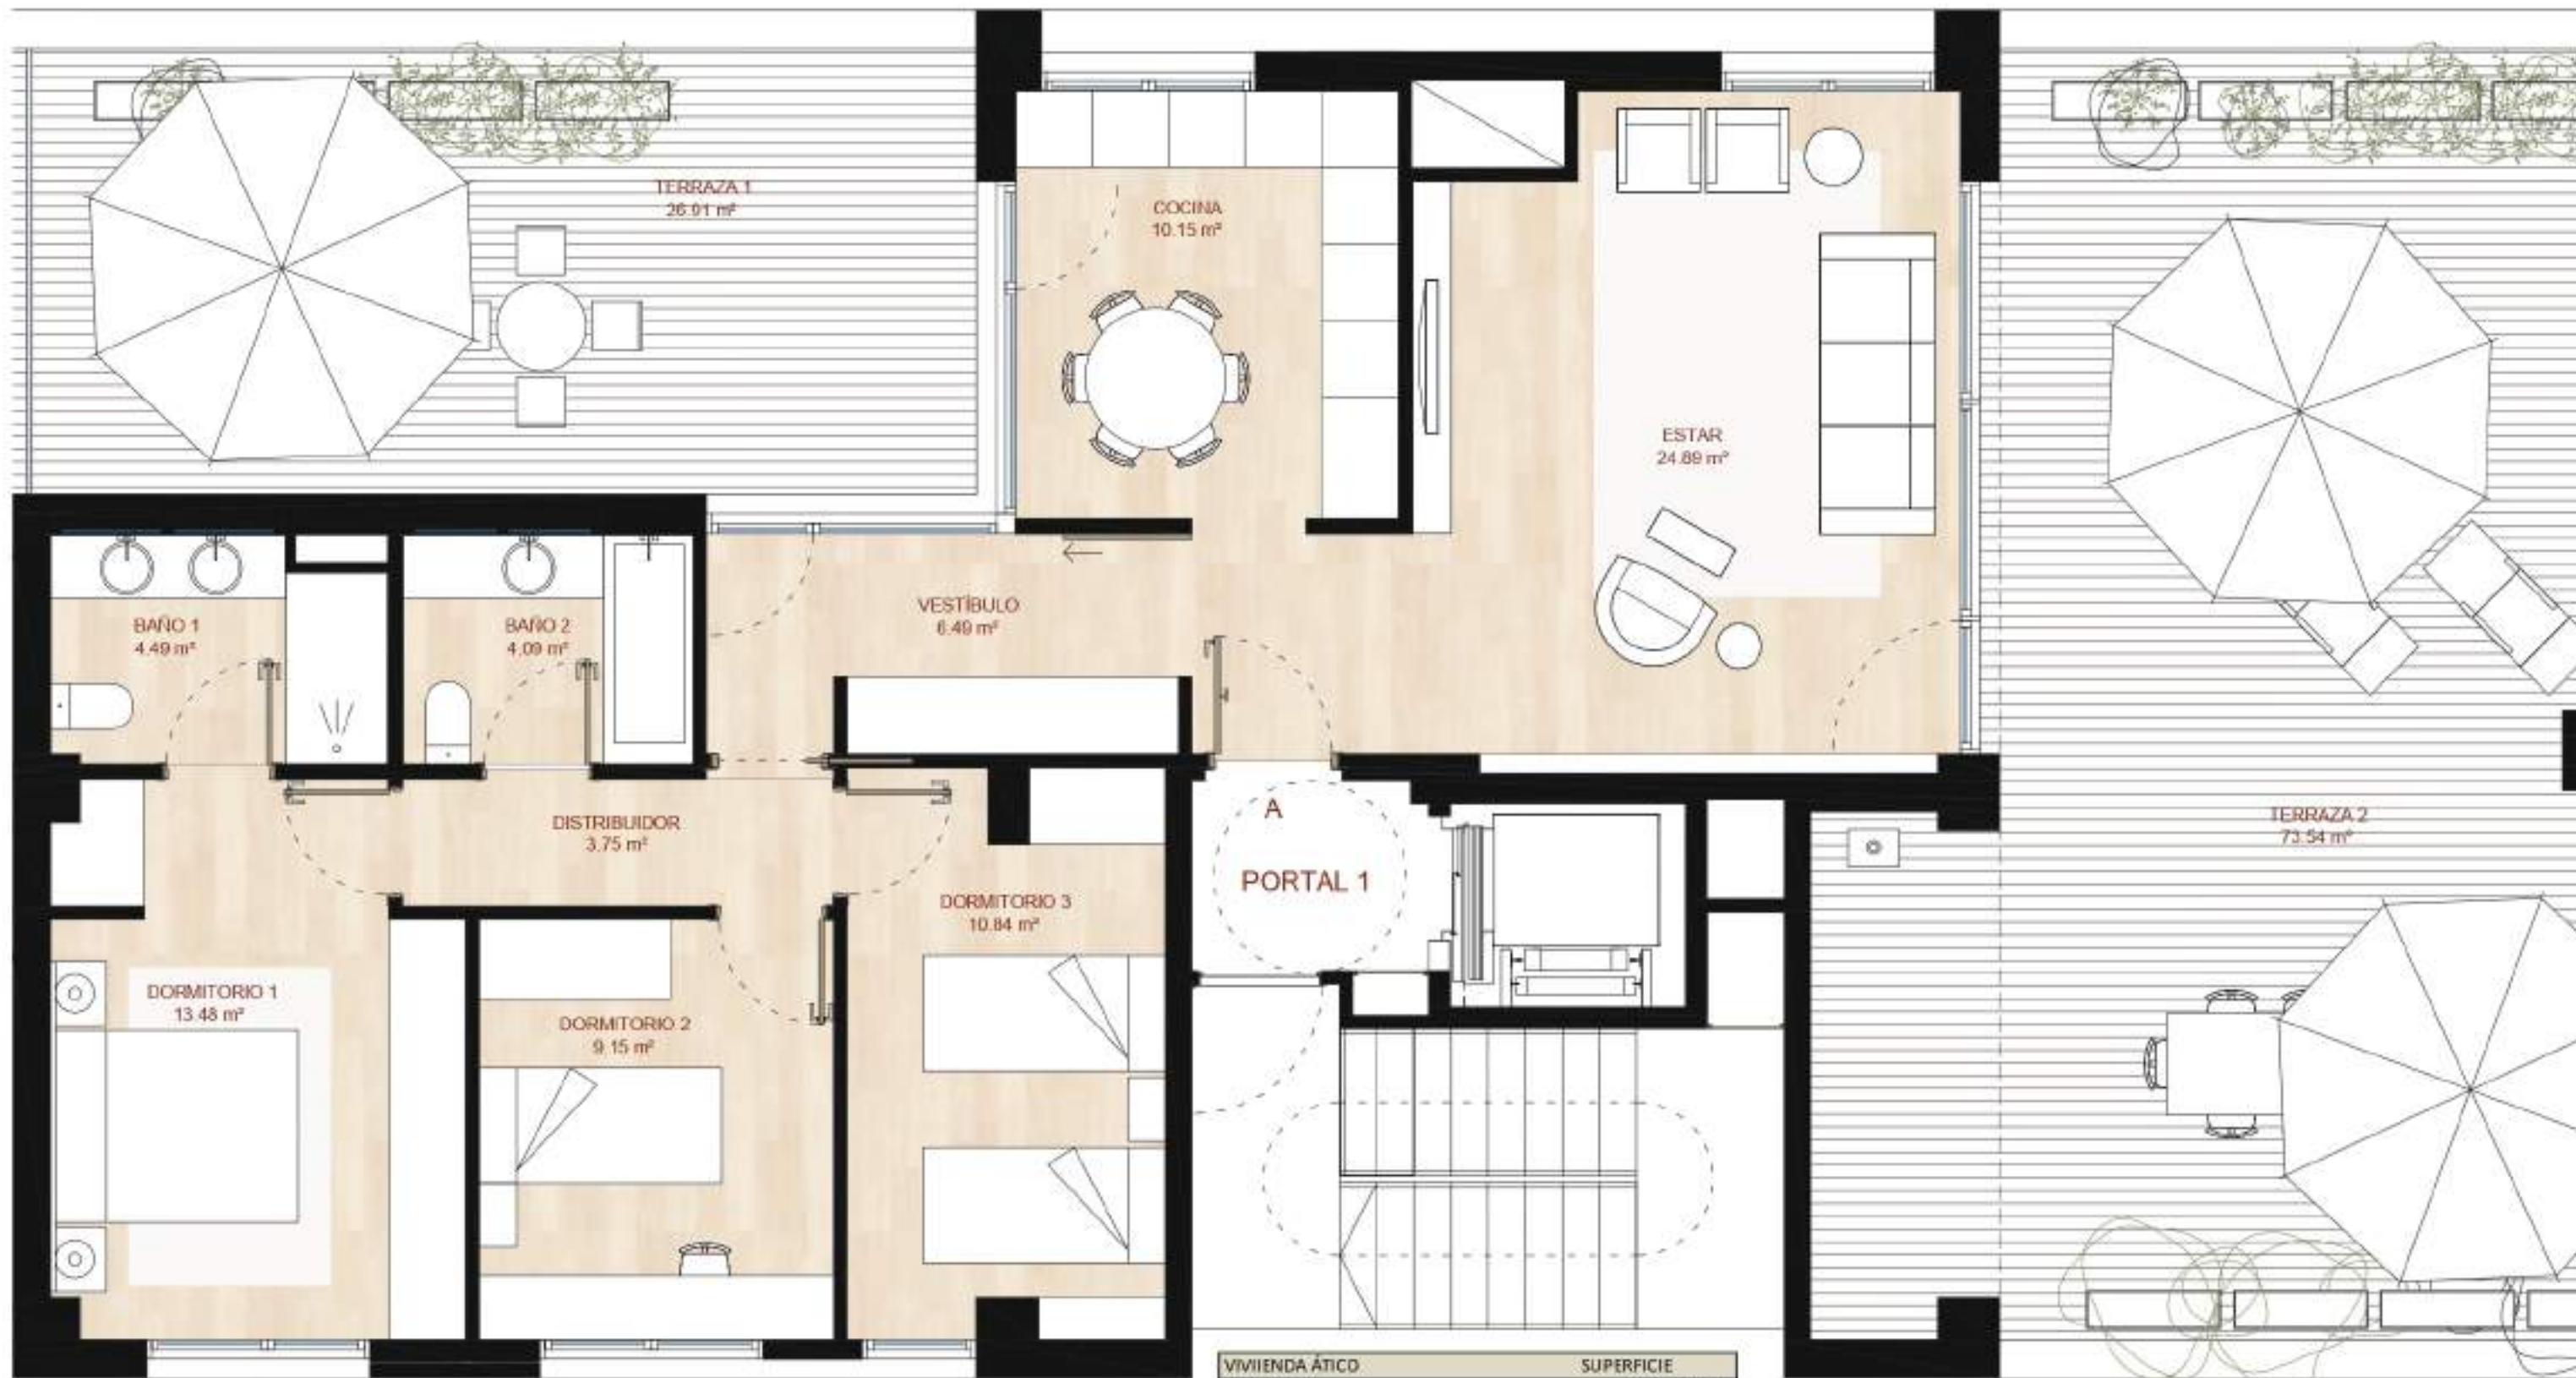 TERRAZA 1
26.91 m²
COCINA
10.15 m²
ESTAR
24.89 m²
BAÑO 1
4.49 m²
BAÑO 2
4.09 m²
VESTÍBULO
6.49 m²
DISTRIBUIDOR
3.75 m²
A
PORTAL 1
TERRAZA 2
73.54 m²
DORMITORIO 3
10.84 m²
DORMITORIO 1
13.48 m²
DORMITORIO 2
9.15 m²
VIVIIENDA ÁTICO SUPERFICIE